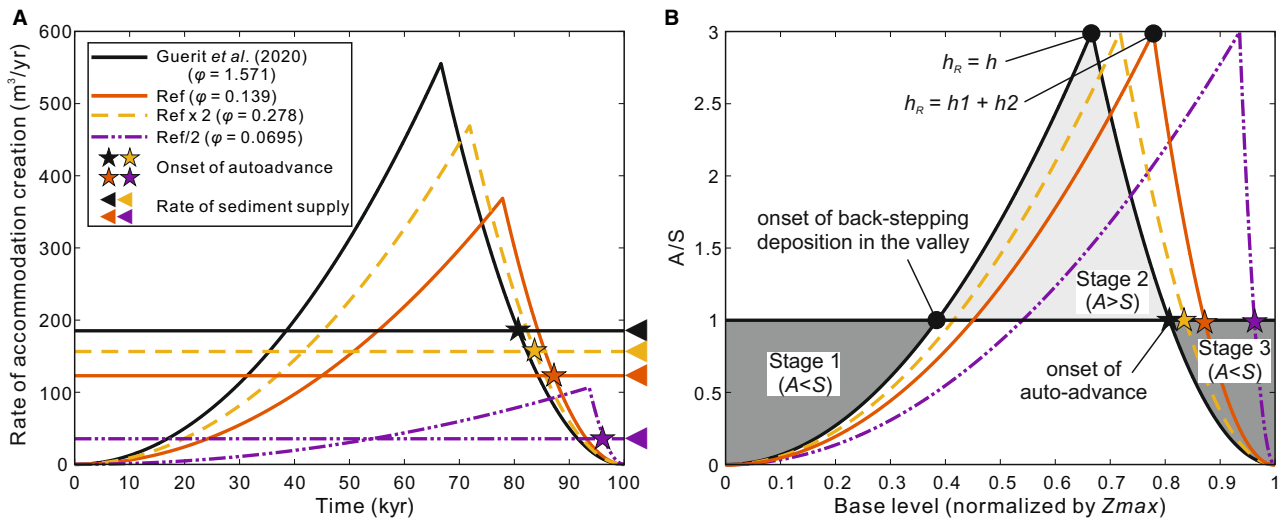 A
Rate of accommodation creation (m³/yr)
600
500
400
300
200
100
0
Guerit et al. (2020)
(φ = 1.571)
Ref (φ = 0.139)
Ref x 2 (φ = 0.278)
Ref/2 (φ = 0.0695)
Onset of autoadvance
Rate of sediment supply
0 10 20 30 40 50 60 70 80 90 100
Time (kyr)
B
A/S
3
2.5
2
1.5
1
0.5
0
hR = h
hR = h1 + h2
onset of back-stepping
deposition in the valley
Stage 2
(A>S)
Stage 1
(A<S)
Stage 3
(A<S)
onset of
auto-advance
0 0.1 0.2 0.3 0.4 0.5 0.6 0.7 0.8 0.9 1
Base level (normalized by Zmax)